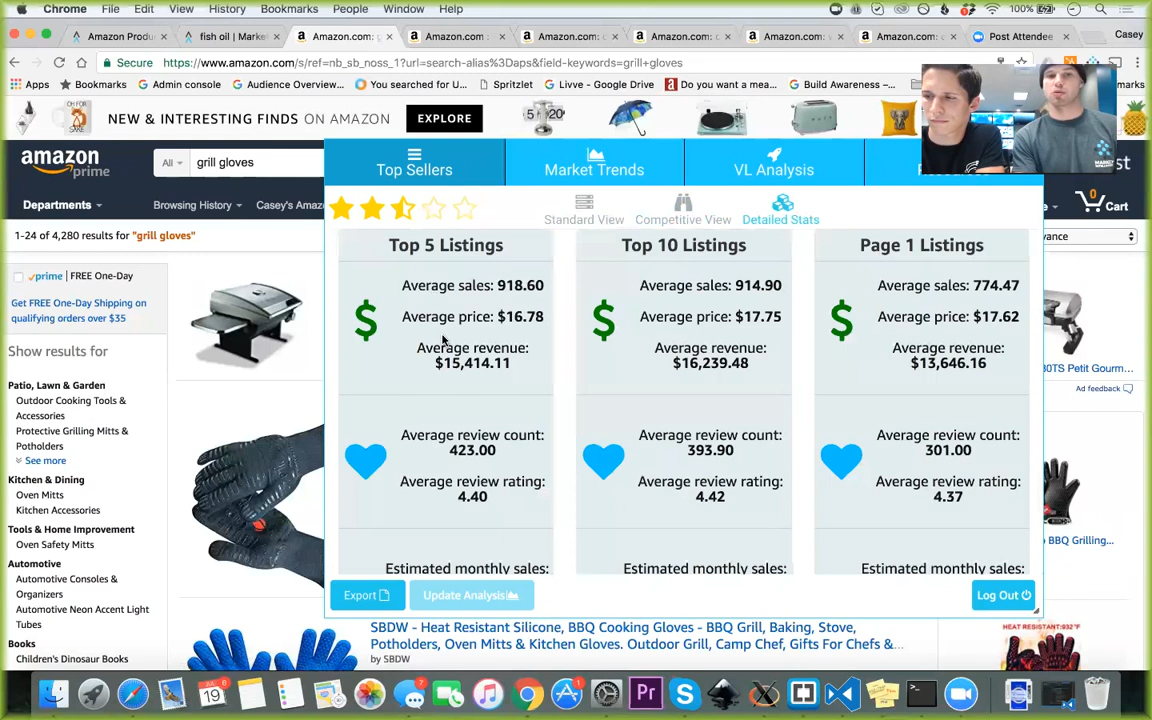 Chrome File Edit View History Bookmarks People Window Help 100%
Amazon Produ fish oil | Marke Amazon.com: g Amazon.com: Amazon.com: Amazon.com: Amazon.com: Amazon.com: Post Attendee Casey
Secure https://www.amazon.com/s/ref=nb_sb_noss_1?url=search-alias%3Daps&field-keywords=grill+gloves
Apps Bookmarks Admin console Audience Overview... You searched for U... Spritzlet Livve - Google Drive Do you want a mea... Build Awareness –...
NEW & INTERESTING FINDS ON AMAZON EXPLORE
amazon prime
All grill gloves
Departments Browsing History Casey's Amaz
0 Cart
1-24 of 4,280 results for "grill gloves"
Top Sellers Market Trends VL Analysis
Standard View Competitive View Detailed Stats
prime | FREE One-Day
Get FREE One-Day Shipping on
qualifying orders over $35
Show results for
Patio, Lawn & Garden
Outdoor Cooking Tools &
Accessories
Protective Grilling Mitts &
Potholders
See more
Kitchen & Dining
Oven Mitts
Kitchen Accessories
Tools & Home Improvement
Oven Safety Mitts
Automotive
Automotive Consoles &
Organizers
Automotive Neon Accent Light
Tubes
Books
Children's Dinosaur Books
Top 5 Listings
Average sales: 918.60
Average price: $16.78
Average revenue:
$15,414.11
Average review count:
423.00
Average review rating:
4.40
Estimated monthly sales:
Top 10 Listings
Average sales: 914.90
Average price: $17.75
Average revenue:
$16,239.48
Average review count:
393.90
Average review rating:
4.42
Estimated monthly sales:
Page 1 Listings
Average sales: 774.47
Average price: $17.62
Average revenue:
$13,646.16
Average review count:
301.00
Average review rating:
4.37
Estimated monthly sales:
Export Update Analysis Log Out
0TS Petit Gourm...
Ad feedback
BBQ Grilling...
SBDW - Heat Resistant Silicone, BBQ Cooking Gloves - BBQ Grill, Baking, Stove,
Potholders, Oven Mitts & Kitchen Gloves. Outdoor Grill, Camp Chef, Gifts For Chefs &...
by SBDW
HEAT RESISTANT:932°F